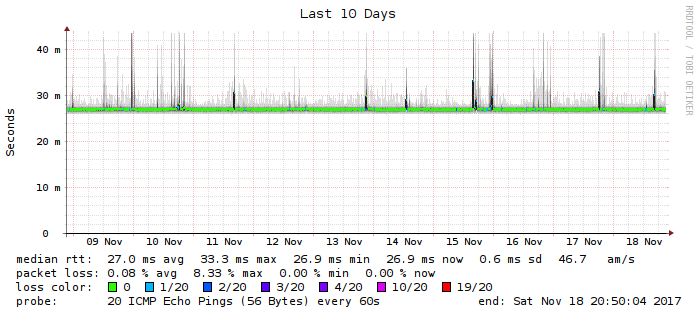 Last 10 Days
RRDTOOL / TOBI OETIKER
Seconds
40 m
30 m
20 m
10 m
0
09 Nov 10 Nov 11 Nov 12 Nov 13 Nov 14 Nov 15 Nov 16 Nov 17 Nov 18 Nov
median rtt: 27.0 ms avg 33.3 ms max 26.9 ms min 26.9 ms now 0.6 ms sd 46.7 am/s
packet loss: 0.08 % avg 8.33 % max 0.00 % min 0.00 % now
loss color: 0 1/20 2/20 3/20 4/20 10/20 19/20
probe: 20 ICMP Echo Pings (56 Bytes) every 60s end: Sat Nov 18 20:50:04 2017